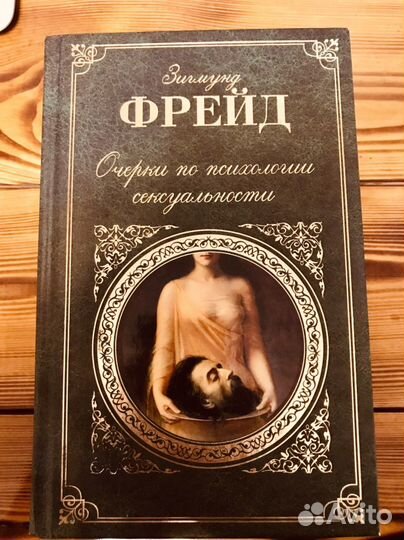 Зигмунд
ФРЕЙД
Очерки по психологии
сексуальности
Avito